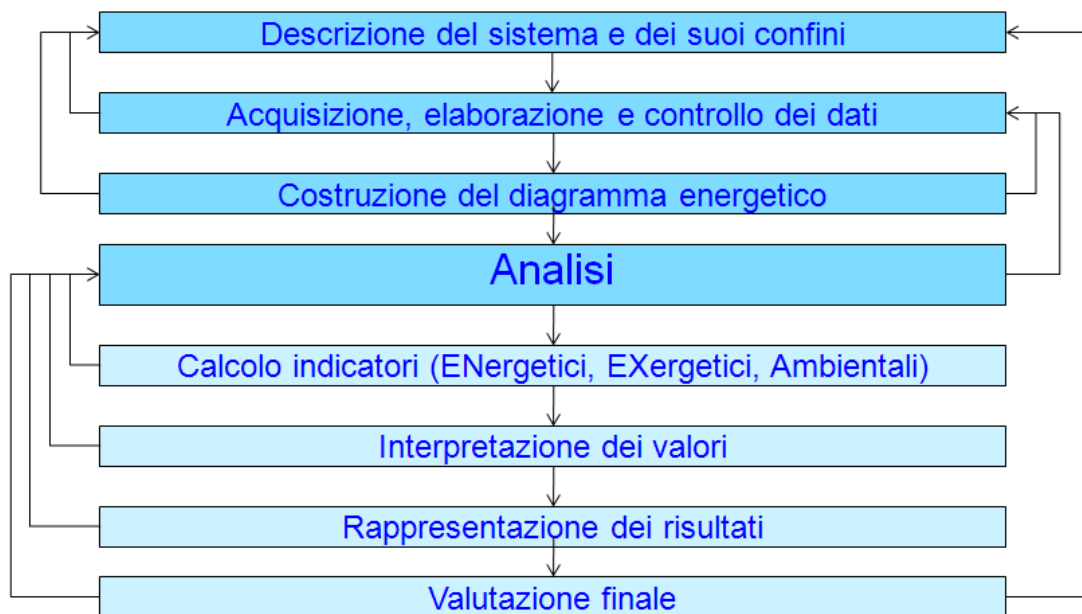 Descrizione del sistema e dei suoi confini
Acquisizione, elaborazione e controllo dei dati
Costruzione del diagramma energetico
Analisi
Calcolo indicatori (ENergetici, EXergetici, Ambientali)
Interpretazione dei valori
Rappresentazione dei risultati
Valutazione finale